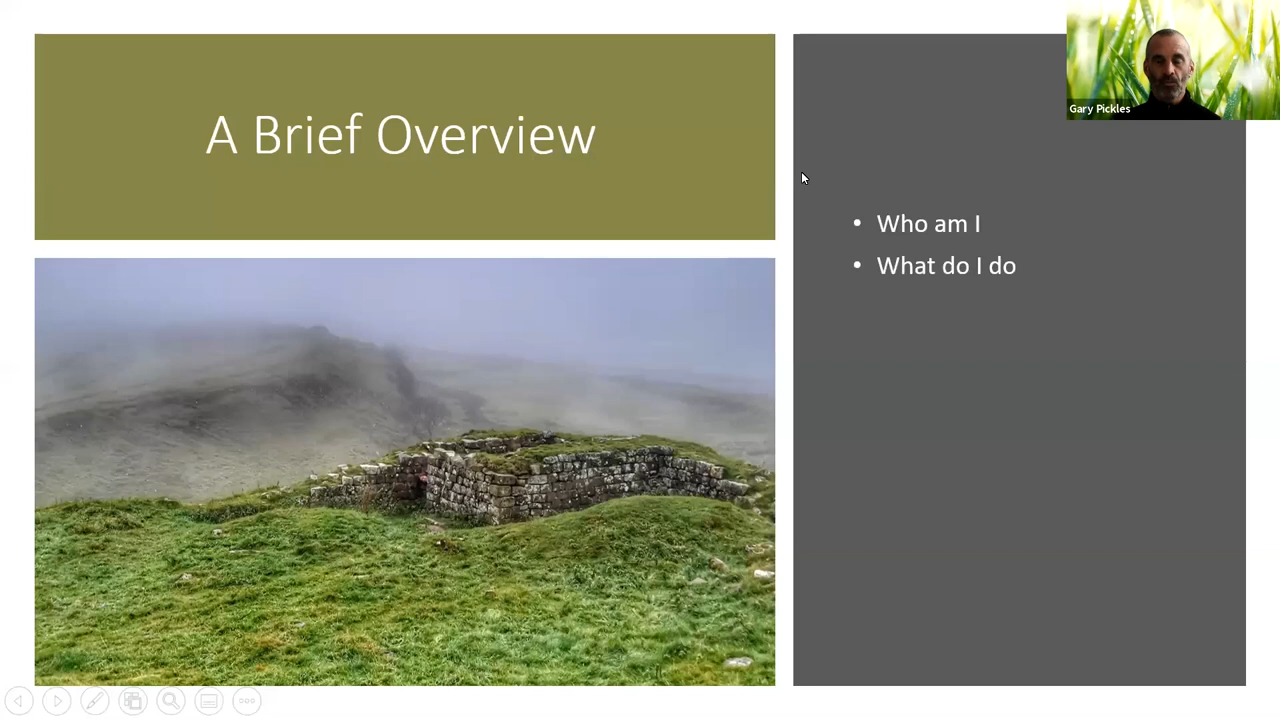 A Brief Overview
Gary Pickles
• Who am I
• What do I do